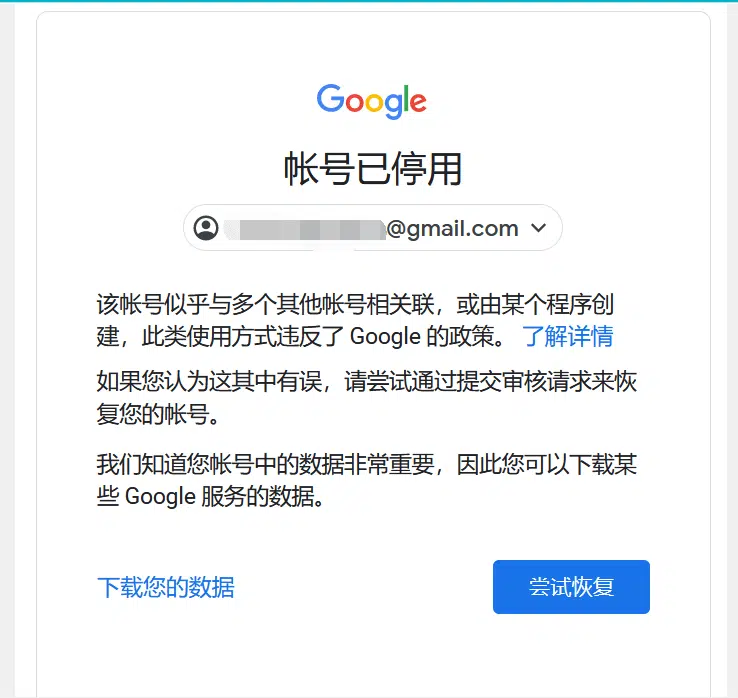 Google
帐号已停用
@gmail.com
该帐号似乎与多个其他帐号相关联，或由某个程序创
建，此类使用方式违反了 Google 的政策。 了解详情
如果您认为这其中有误，请尝试通过提交审核请求来恢
复您的帐号。
我们知道您帐号中的数据非常重要，因此您可以下载某
些 Google 服务的数据。
下载您的数据
尝试恢复